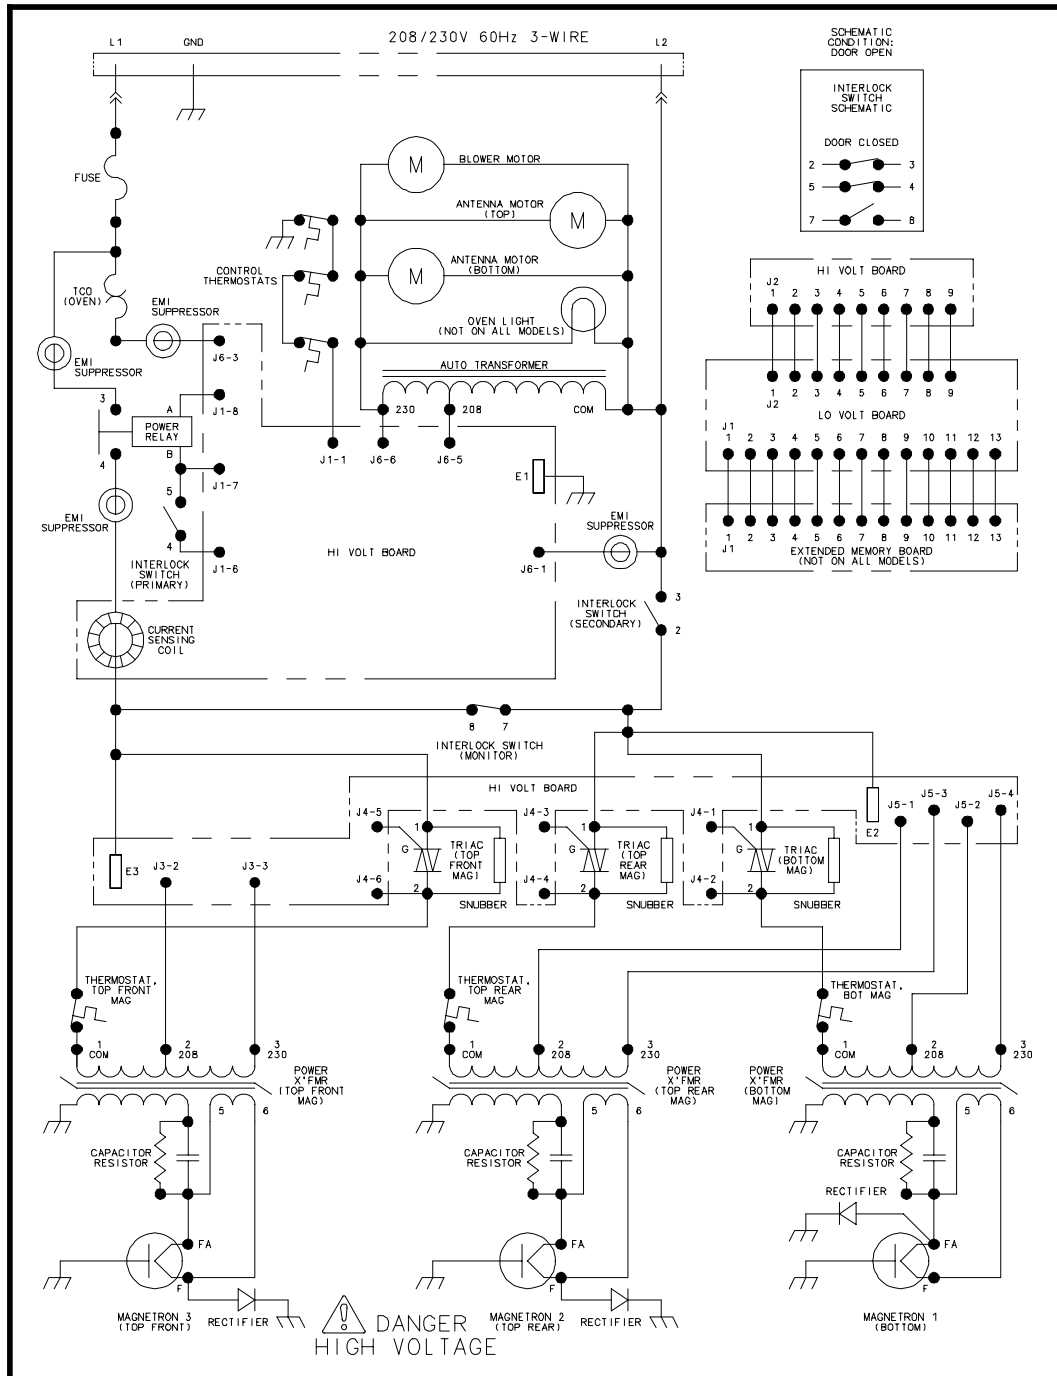 208/230V 60Hz 3-WIRE
L1
GND
L2
SCHEMATIC
CONDITION:
DOOR OPEN
INTERLOCK
SWITCH
SCHEMATIC
DOOR CLOSED
2 3
5 4
7 8
FUSE
BLOWER MOTOR
M
ANTENNA MOTOR
(TOP)
M
ANTENNA MOTOR
(BOTTOM)
M
CONTROL
THERMOSTATS
OVEN LIGHT
(NOT ON ALL MODELS)
AUTO TRANSFORMER
230
208
COM
TCO
(OVEN)
EMI
SUPPRESSOR
EMI
SUPPRESSOR
J6-3
3
A
J1-8
POWER
RELAY
B
4
J1-7
5
4
J1-6
EMI
SUPPRESSOR
INTERLOCK
SWITCH
(PRIMARY)
J1-1
J6-6
J6-5
E1
HI VOLT BOARD
EMI
SUPPRESSOR
J6-1
INTERLOCK
SWITCH
(SECONDARY)
3
2
CURRENT
SENSING
COIL
HI VOLT BOARD
J2
1 2 3 4 5 6 7 8 9
1 2 3 4 5 6 7 8 9
J2
LO VOLT BOARD
J1
1 2 3 4 5 6 7 8 9 10 11 12 13
1 2 3 4 5 6 7 8 9 10 11 12 13
J1
EXTENDED MEMORY BOARD
(NOT ON ALL MODELS)
8 7
INTERLOCK SWITCH
(MONITOR)
HI VOLT BOARD
J4-5
1
G
TRIAC
(TOP
FRONT
MAG)
J4-6
2
SNUBBER
J4-3
1
G
TRIAC
(TOP
REAR
MAG)
J4-4
2
SNUBBER
J4-1
1
G
TRIAC
(BOTTOM
MAG)
J4-2
2
SNUBBER
E2
J5-1
J5-3
J5-2
J5-4
E3
J3-2
J3-3
THERMOSTAT,
TOP FRONT
MAG
1
COM
2
208
3
230
POWER
X'FMR
(TOP FRONT
MAG)
5
6
CAPACITOR
RESISTOR
FA
F
MAGNETRON 3
(TOP FRONT)
RECTIFIER
THERMOSTAT,
TOP REAR
MAG
1
COM
2
208
3
230
POWER
X'FMR
(TOP REAR
MAG)
5
6
CAPACITOR
RESISTOR
FA
F
MAGNETRON 2
(TOP REAR)
RECTIFIER
THERMOSTAT,
BOT MAG
1
COM
2
208
3
230
POWER
X'FMR
(BOTTOM
MAG)
5
6
CAPACITOR
RESISTOR
RECTIFIER
FA
F
MAGNETRON 1
(BOTTOM)
! DANGER
HIGH VOLTAGE